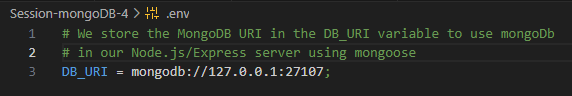 Session-mongoDB-4 > .env
1 # We store the MongoDB URI in the DB_URI variable to use mongoDb
2 # in our Node.js/Express server using mongoose
3 DB_URI = mongodb://127.0.0.1:27107;